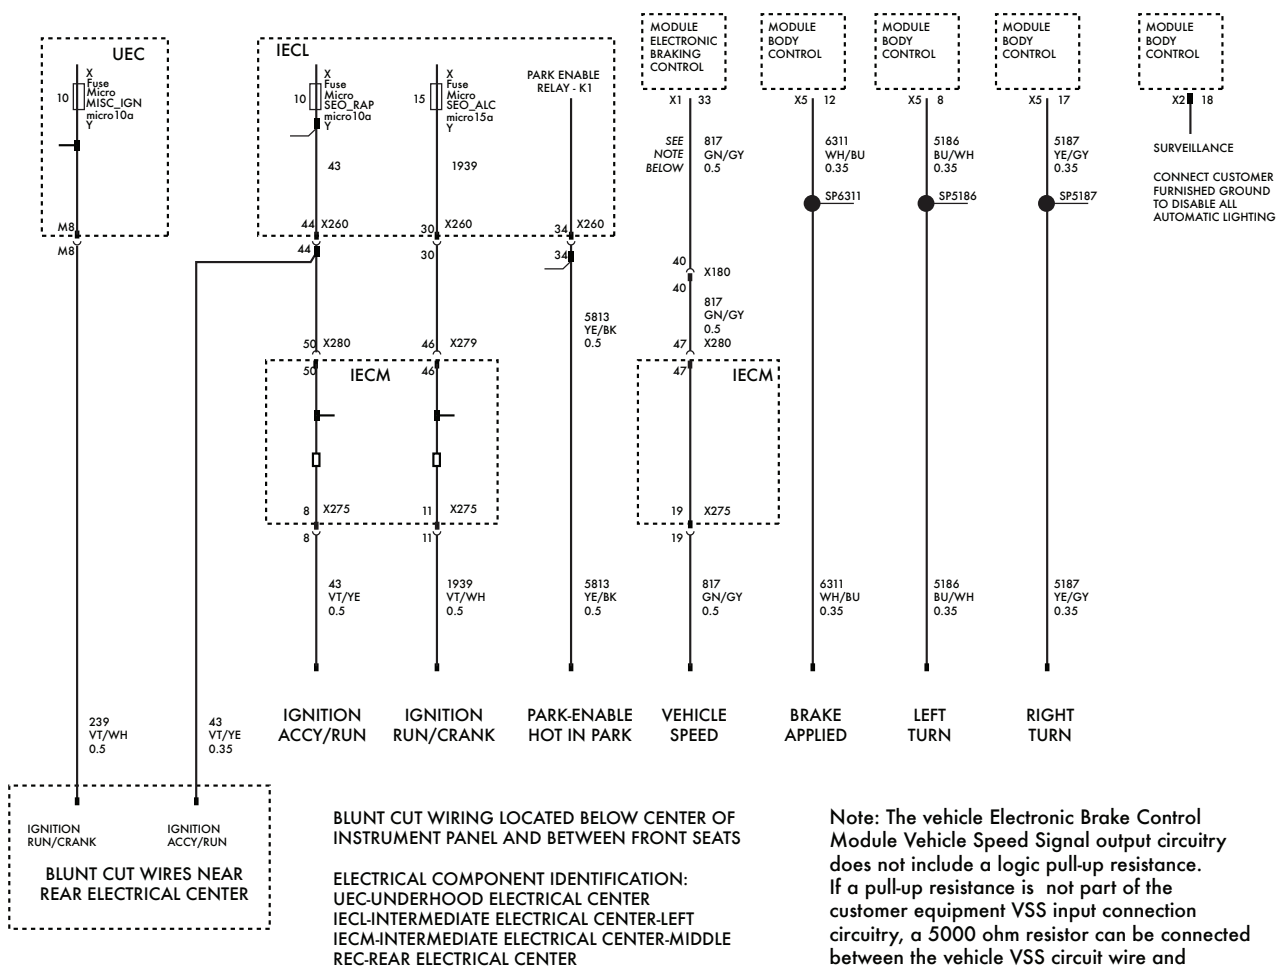 UEC
X
Fuse
Micro
MISC_IGN
micro10a
Y
10
M8
M8
IECL
X
Fuse
Micro
SEO_RAP
micro10a
Y
10
43
44 X260
44
X
Fuse
Micro
SEO_ALC
micro15a
Y
15
1939
30 X260
30
PARK ENABLE
RELAY - K1
34 X260
34
5813
YE/BK
0.5
50 X280
50
46 X279
46
IECM
8 X275
8
11 X275
11
MODULE
ELECTRONIC
BRAKING
CONTROL
X1 33
SEE
NOTE
BELOW
817
GN/GY
0.5
40
X180
40
817
GN/GY
0.5
47 X280
47
IECM
19 X275
19
MODULE
BODY
CONTROL
X5 12
6311
WH/BU
0.35
SP6311
MODULE
BODY
CONTROL
X5 8
5186
BU/WH
0.35
SP5186
MODULE
BODY
CONTROL
X5 17
5187
YE/GY
0.35
SP5187
MODULE
BODY
CONTROL
X2 18
SURVEILLANCE
CONNECT CUSTOMER
FURNISHED GROUND
TO DISABLE ALL
AUTOMATIC LIGHTING
43
VT/YE
0.5
1939
VT/WH
0.5
5813
YE/BK
0.5
817
GN/GY
0.5
6311
WH/BU
0.35
5186
BU/WH
0.35
5187
YE/GY
0.35
IGNITION
ACCY/RUN
IGNITION
RUN/CRANK
PARK-ENABLE
HOT IN PARK
VEHICLE
SPEED
BRAKE
APPLIED
LEFT
TURN
RIGHT
TURN
239
VT/WH
0.5
43
VT/YE
0.35
IGNITION
RUN/CRANK
IGNITION
ACCY/RUN
BLUNT CUT WIRES NEAR
REAR ELECTRICAL CENTER
BLUNT CUT WIRING LOCATED BELOW CENTER OF
INSTRUMENT PANEL AND BETWEEN FRONT SEATS
ELECTRICAL COMPONENT IDENTIFICATION:
UEC-UNDERHOOD ELECTRICAL CENTER
IECL-INTERMEDIATE ELECTRICAL CENTER-LEFT
IECM-INTERMEDIATE ELECTRICAL CENTER-MIDDLE
REC-REAR ELECTRICAL CENTER
Note: The vehicle Electronic Brake Control
Module Vehicle Speed Signal output circuitry
does not include a logic pull-up resistance.
If a pull-up resistance is not part of the
customer equipment VSS input connection
circuitry, a 5000 ohm resistor can be connected
between the vehicle VSS circuit wire and